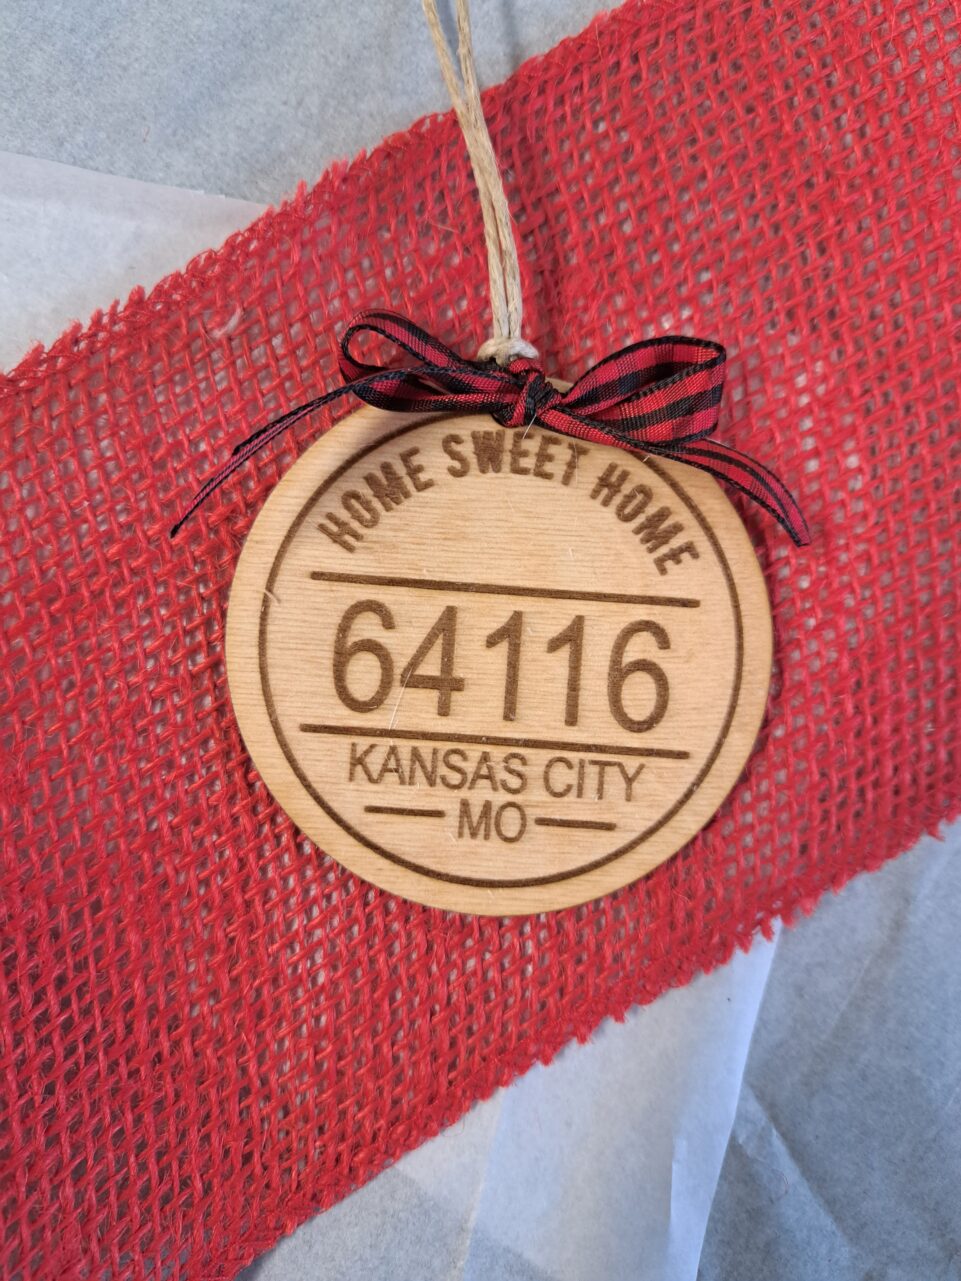 HOME SWEET HOME
64116
KANSAS CITY
MO